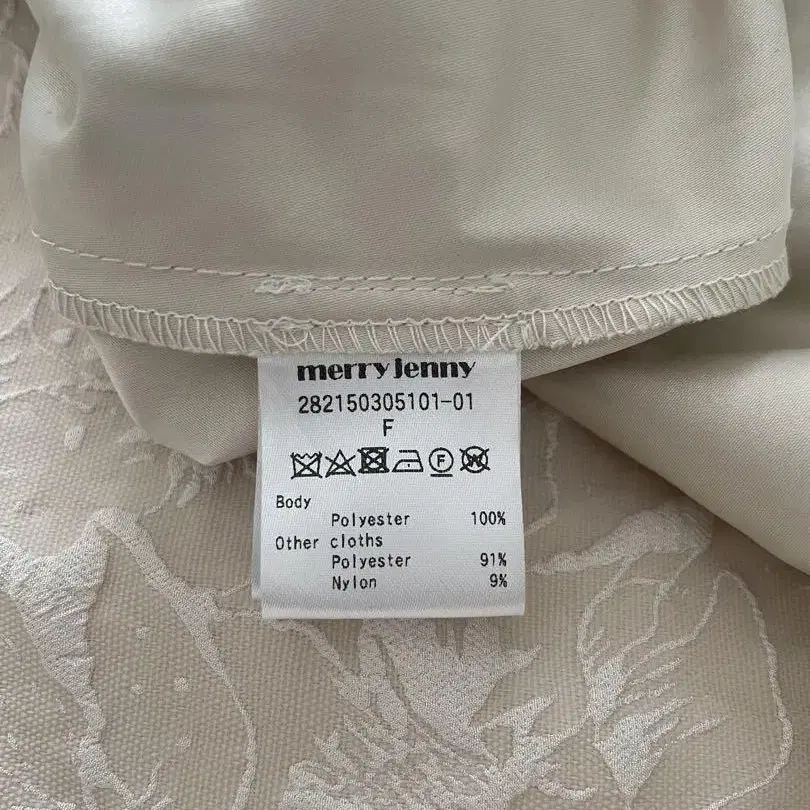 merry jenny
282150305101-01
F
Body
Polyester 100%
Other cloths
Polyester 91%
Nylon 9%